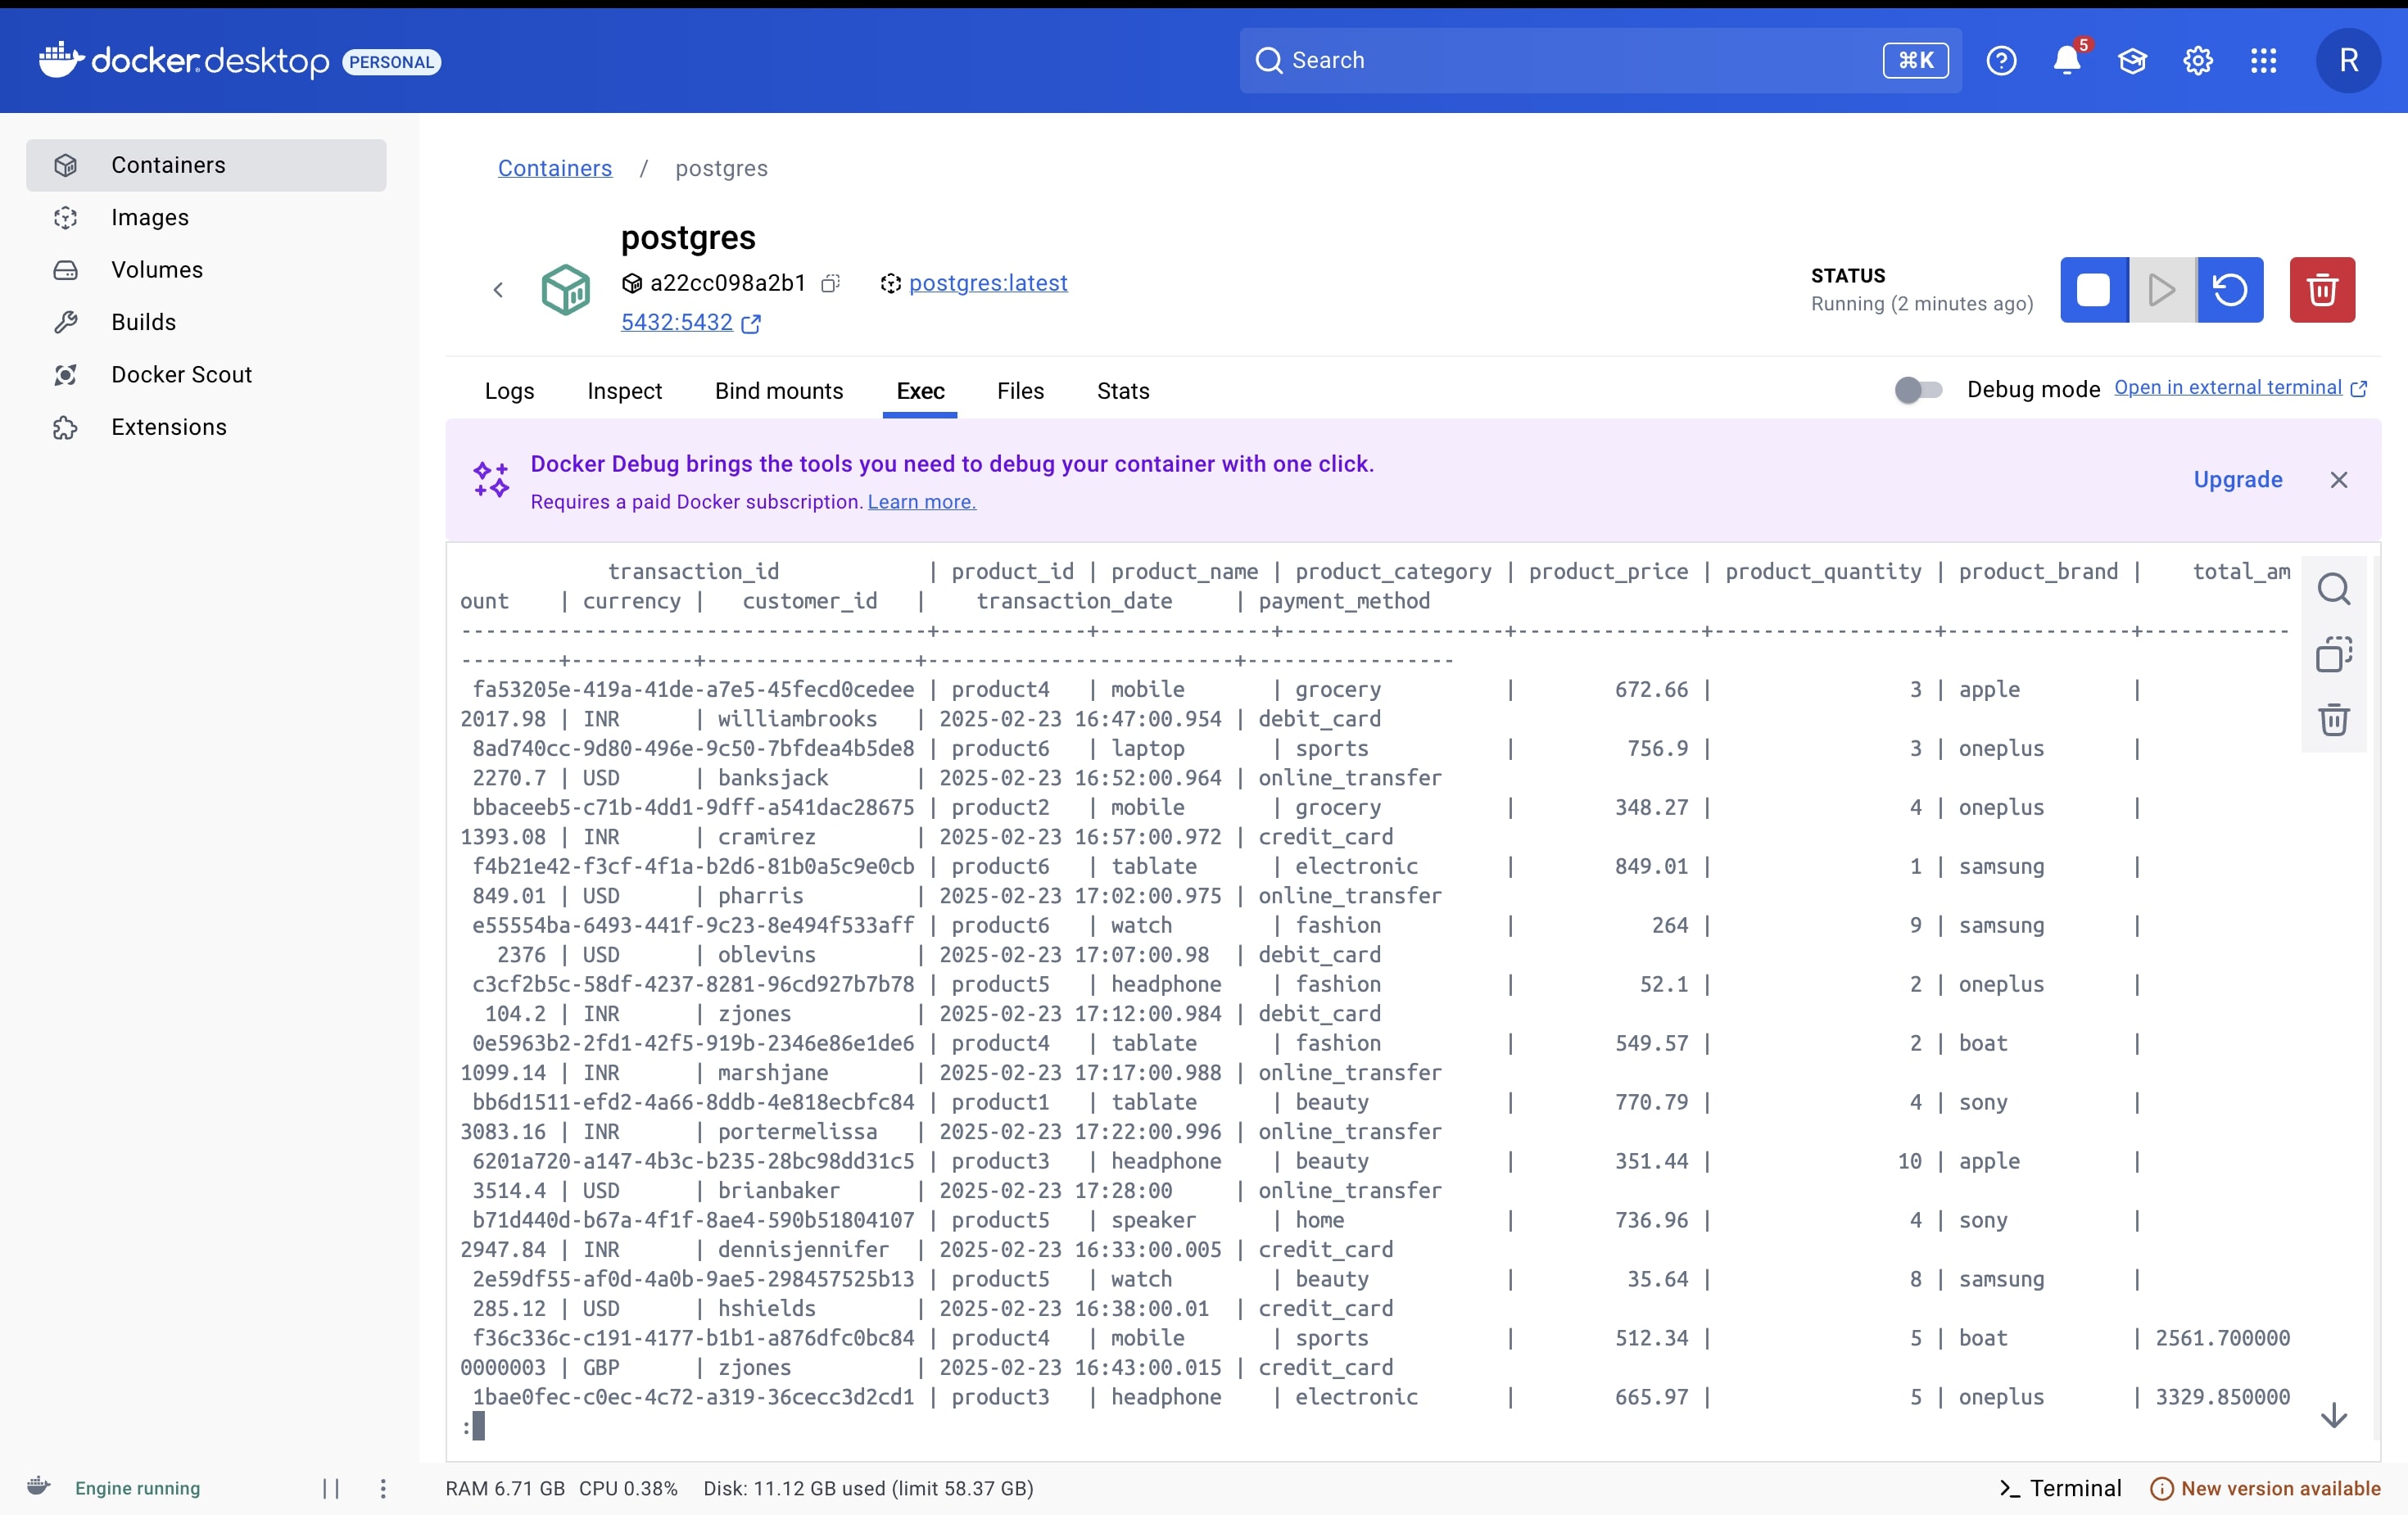 docker desktop PERSONAL
Search ⌘K
5
R
Containers
Images
Volumes
Builds
Docker Scout
Extensions
Containers / postgres
postgres
a22cc098a2b1 postgres:latest
5432:5432
STATUS
Running (2 minutes ago)
Logs Inspect Bind mounts Exec Files Stats
Debug mode Open in external terminal
Docker Debug brings the tools you need to debug your container with one click.
Requires a paid Docker subscription. Learn more.
Upgrade
transaction_id | product_id | product_name | product_category | product_price | product_quantity | product_brand | total_am
ount | currency | customer_id | transaction_date | payment_method
--------------------------------------+------------+--------------+------------------+---------------+------------------+---------------+------------
--------+----------+-----------------+-------------------------+-----------------
fa53205e-419a-41de-a7e5-45fecd0cedee | product4 | mobile | grocery | 672.66 | 3 | apple |
2017.98 | INR | williambrooks | 2025-02-23 16:47:00.954 | debit_card
8ad740cc-9d80-496e-9c50-7bfdea4b5de8 | product6 | laptop | sports | 756.9 | 3 | oneplus |
2270.7 | USD | banksjack | 2025-02-23 16:52:00.964 | online_transfer
bbaceeb5-c71b-4dd1-9dff-a541dac28675 | product2 | mobile | grocery | 348.27 | 4 | oneplus |
1393.08 | INR | cramirez | 2025-02-23 16:57:00.972 | credit_card
f4b21e42-f3cf-4f1a-b2d6-81b0a5c9e0cb | product6 | tablate | electronic | 849.01 | 1 | samsung |
849.01 | USD | pharris | 2025-02-23 17:02:00.975 | online_transfer
e55554ba-6493-441f-9c23-8e494f533aff | product6 | watch | fashion | 264 | 9 | samsung |
2376 | USD | oblevins | 2025-02-23 17:07:00.98 | debit_card
c3cf2b5c-58df-4237-8281-96cd927b7b78 | product5 | headphone | fashion | 52.1 | 2 | oneplus |
104.2 | INR | zjones | 2025-02-23 17:12:00.984 | debit_card
0e5963b2-2fd1-42f5-919b-2346e86e1de6 | product4 | tablate | fashion | 549.57 | 2 | boat |
1099.14 | INR | marshjane | 2025-02-23 17:17:00.988 | online_transfer
bb6d1511-efd2-4a66-8ddb-4e818ecbfc84 | product1 | tablate | beauty | 770.79 | 4 | sony |
3083.16 | INR | portermelissa | 2025-02-23 17:22:00.996 | online_transfer
6201a720-a147-4b3c-b235-28bc98dd31c5 | product3 | headphone | beauty | 351.44 | 10 | apple |
3514.4 | USD | brianbaker | 2025-02-23 17:28:00 | online_transfer
b71d440d-b67a-4f1f-8ae4-590b51804107 | product5 | speaker | home | 736.96 | 4 | sony |
2947.84 | INR | dennisjennifer | 2025-02-23 16:33:00.005 | credit_card
2e59df55-af0d-4a0b-9ae5-298457525b13 | product5 | watch | beauty | 35.64 | 8 | samsung |
285.12 | USD | hshields | 2025-02-23 16:38:00.01 | credit_card
f36c336c-c191-4177-b1b1-a876dfc0bc84 | product4 | mobile | sports | 512.34 | 5 | boat | 2561.700000
0000003 | GBP | zjones | 2025-02-23 16:43:00.015 | credit_card
1bae0fec-c0ec-4c72-a319-36cecc3d2cd1 | product3 | headphone | electronic | 665.97 | 5 | oneplus | 3329.850000
:
Engine running
RAM 6.71 GB CPU 0.38% Disk: 11.12 GB used (limit 58.37 GB)
Terminal
New version available